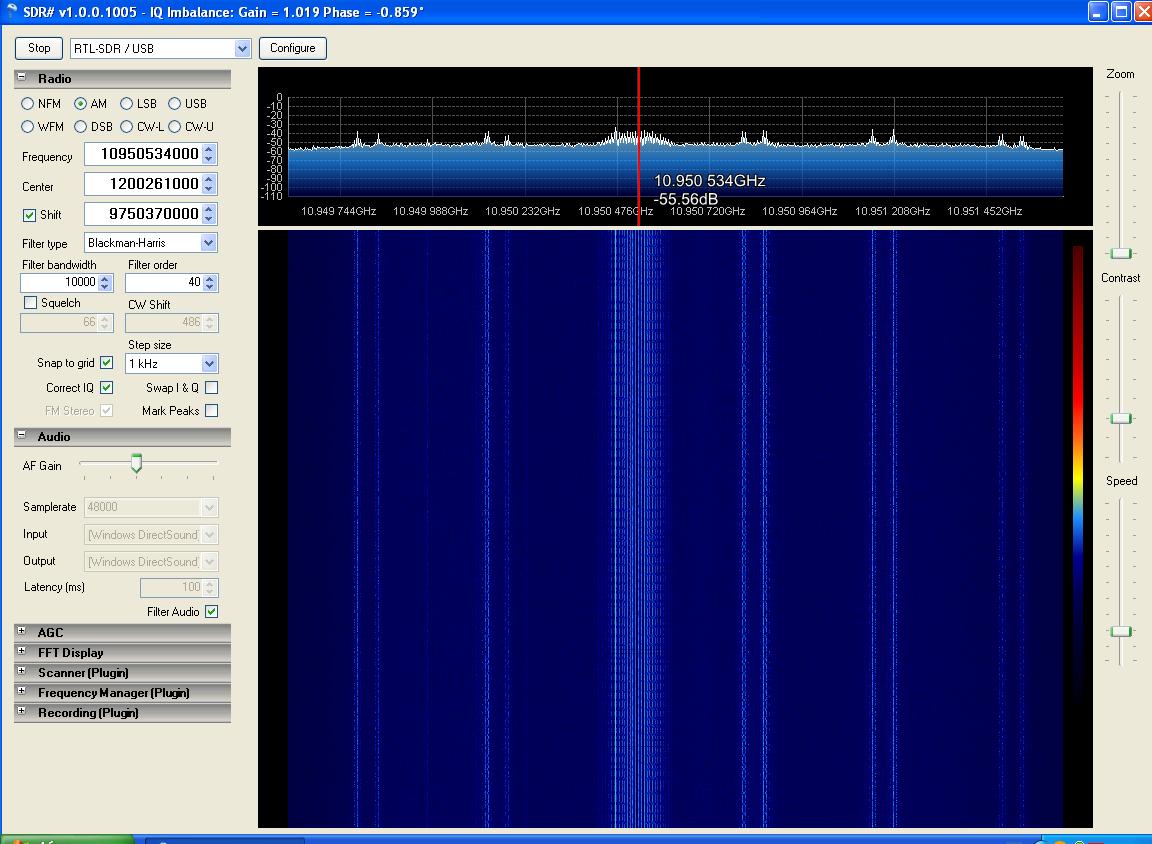 SDR# v1.0.0.1005 - IQ Imbalance: Gain = 1.019 Phase = -0.859°
Stop RTL-SDR / USB Configure
Radio
NFM AM LSB USB
WFM DSB CW-L CW-U
Frequency 10950534000
Center 1200261000
Shift 9750370000
Filter type Blackman-Harris
Filter bandwidth Filter order
10000 40
Squelch CW Shift
66 486
Step size
Snap to grid 1 kHz
Correct IQ Swap I & Q
FM Stereo Mark Peaks
Audio
AF Gain
Samplerate 48000
Input [Windows DirectSound]
Output [Windows DirectSound]
Latency (ms) 100
Filter Audio
AGC
FFT Display
Scanner (Plugin)
Frequency Manager (Plugin)
Recording (Plugin)
0
-10
-20
-30
-40
-50
-60
-70
-80
-90
-100
-110
10.950 534GHz
-55.56dB
10.949 744GHz 10.949 988GHz 10.950 232GHz 10.950 476GHz 10.950 720GHz 10.950 964GHz 10.951 208GHz 10.951 452GHz
Zoom
Contrast
Speed